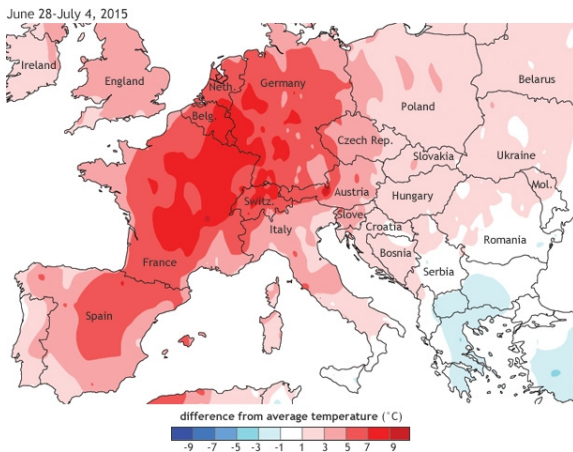 June 28-July 4, 2015
Ireland
England
Neth.
Germany
Belarus
Poland
Belg.
Czech Rep.
Ukraine
Slovakia
Mol.
Austria
Hungary
Switz.
Slove.
Croatia
Italy
Romania
France
Bosnia
Serbia
Spain
difference from average temperature (°C)
-9 -7 -5 -3 -1 1 3 5 7 9